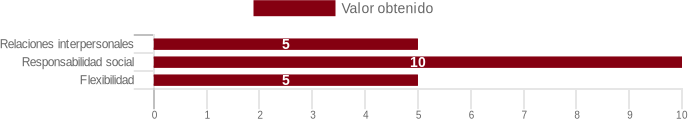 Valor obtenido
Relaciones interpersonales 5
Responsabilidad social 10
Flexibilidad 5
0 1 2 3 4 5 6 7 8 9 10